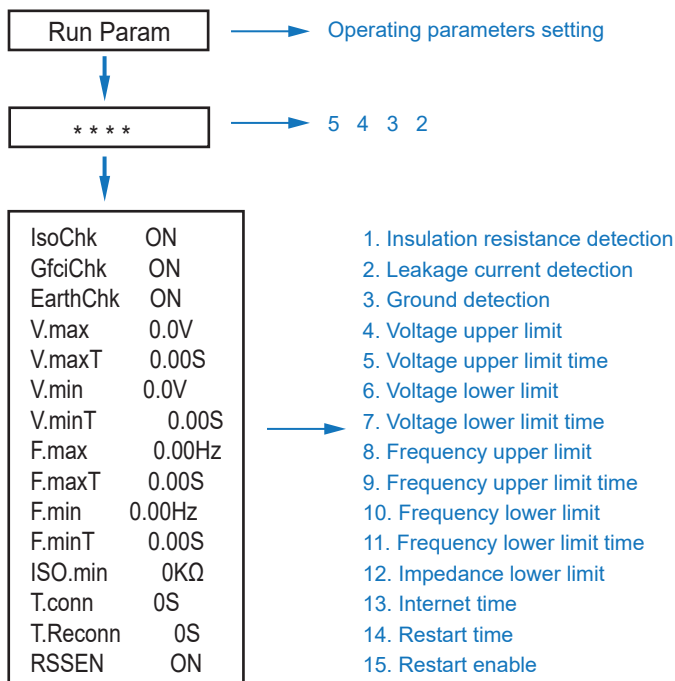 Run Param
Operating parameters setting
* * * *
5 4 3 2
IsoChk ON
GfciChk ON
EarthChk ON
V.max 0.0V
V.maxT 0.00S
V.min 0.0V
V.minT 0.00S
F.max 0.00Hz
F.maxT 0.00S
F.min 0.00Hz
F.minT 0.00S
ISO.min 0KΩ
T.conn 0S
T.Reconn 0S
RSSEN ON
1. Insulation resistance detection
2. Leakage current detection
3. Ground detection
4. Voltage upper limit
5. Voltage upper limit time
6. Voltage lower limit
7. Voltage lower limit time
8. Frequency upper limit
9. Frequency upper limit time
10. Frequency lower limit
11. Frequency lower limit time
12. Impedance lower limit
13. Internet time
14. Restart time
15. Restart enable